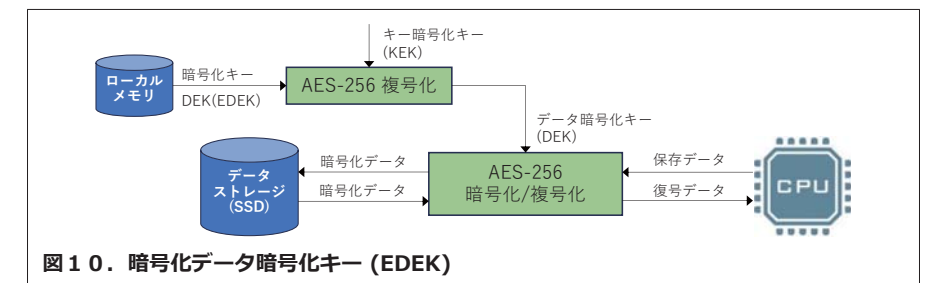 キー暗号化キー
(KEK)
ローカル
メモリ
暗号化キー
DEK(EDEK)
AES-256 複号化
データ暗号化キー
(DEK)
データ
ストレージ
(SSD)
暗号化データ
暗号化データ
AES-256
暗号化/複号化
保存データ
復号データ
CPU
図10. 暗号化データ暗号化キー (EDEK)